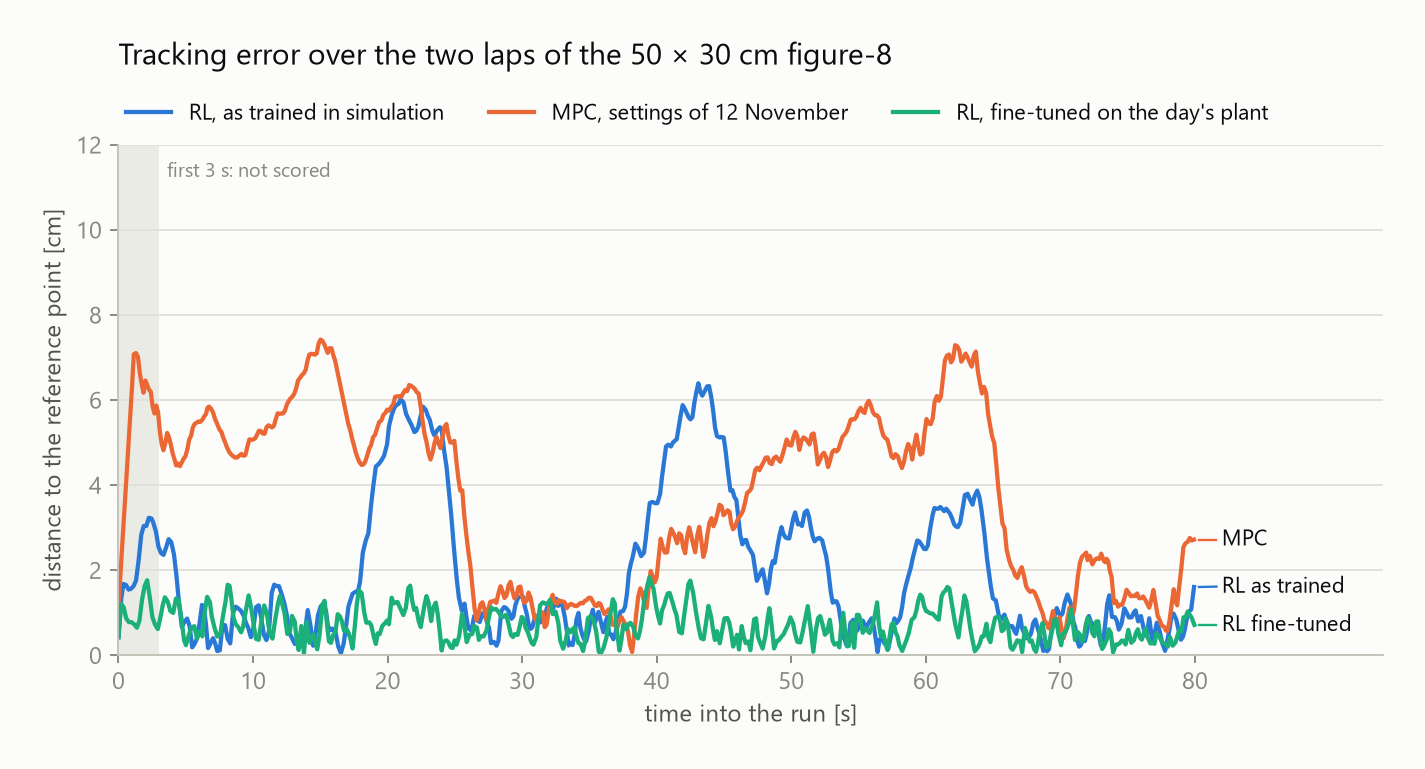 Tracking error over the two laps of the 50 × 30 cm figure-8
RL, as trained in simulation
MPC, settings of 12 November
RL, fine-tuned on the day's plant
first 3 s: not scored
distance to the reference point [cm]
12
10
8
6
4
2
0
MPC
RL as trained
RL fine-tuned
0 10 20 30 40 50 60 70 80
time into the run [s]